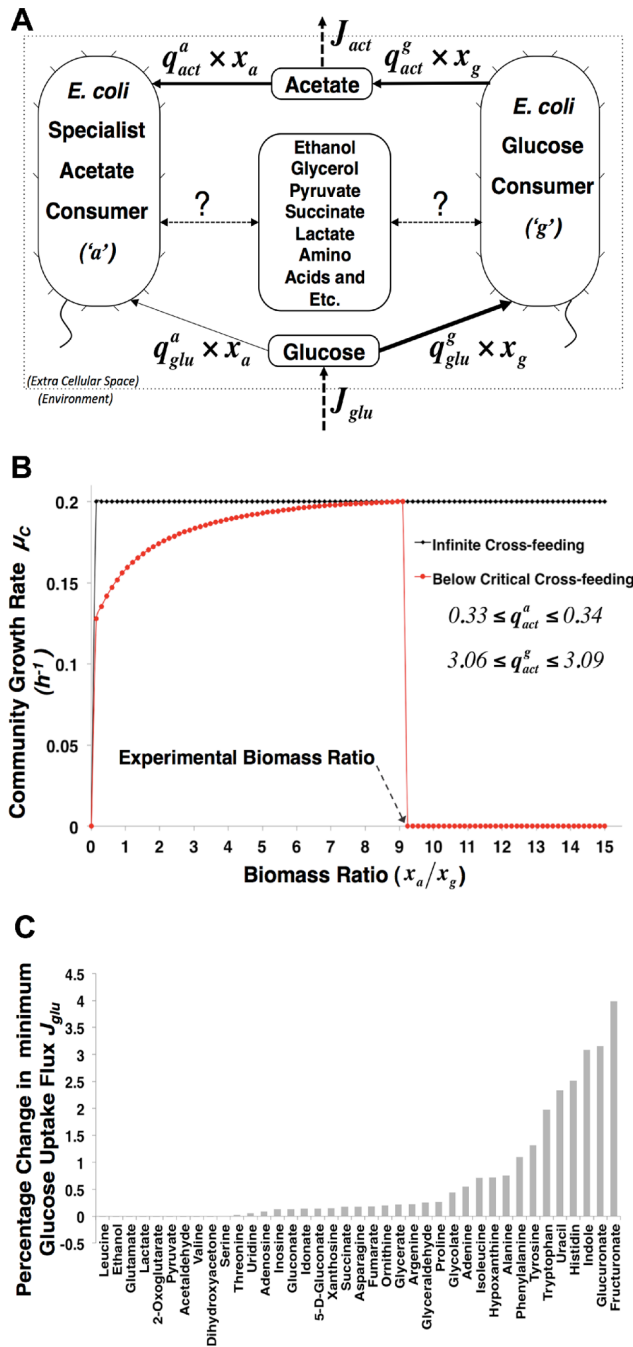 A
J_act
q^a_act × x_a
q^g_act × x_g
Acetate
E. coli
Specialist
Acetate
Consumer
('a')
Ethanol
Glycerol
Pyruvate
Succinate
Lactate
Amino
Acids and
Etc.
?
?
E. coli
Glucose
Consumer
('g')
q^a_glu × x_a
Glucose
q^g_glu × x_g
(Extra Cellular Space)
(Environment)
J_glu
B
Community Growth Rate μ_C
(h⁻¹)
0.2
0.15
0.1
0.05
0
Infinite Cross-feeding
Below Critical Cross-feeding
0.33 ≤ q^a_act ≤ 0.34
3.06 ≤ q^g_act ≤ 3.09
Experimental Biomass Ratio
0 1 2 3 4 5 6 7 8 9 10 11 12 13 14 15
Biomass Ratio (x_a/x_g)
C
Percentage Change in minimum
Glucose Uptake Flux J_glu
4.5
4
3.5
3
2.5
2
1.5
1
0.5
0
-0.5
Leucine
Ethanol
Glutamate
Lactate
2-Oxoglutarate
Pyruvate
Acetaldehyde
Valine
Dihydroxyacetone
Serine
Threonine
Uridine
Adenosine
Inosine
Gluconate
Idonate
5-D-Gluconate
Xanthosine
Succinate
Asparagine
Fumarate
Ornithine
Glycerate
Argenine
Glyceraldehyde
Proline
Glycolate
Adenine
Isoleucine
Hypoxanthine
Alanine
Phenylalanine
Tyrosine
Tryptophan
Uracil
Histidin
Indole
Glucuronate
Fructuronate